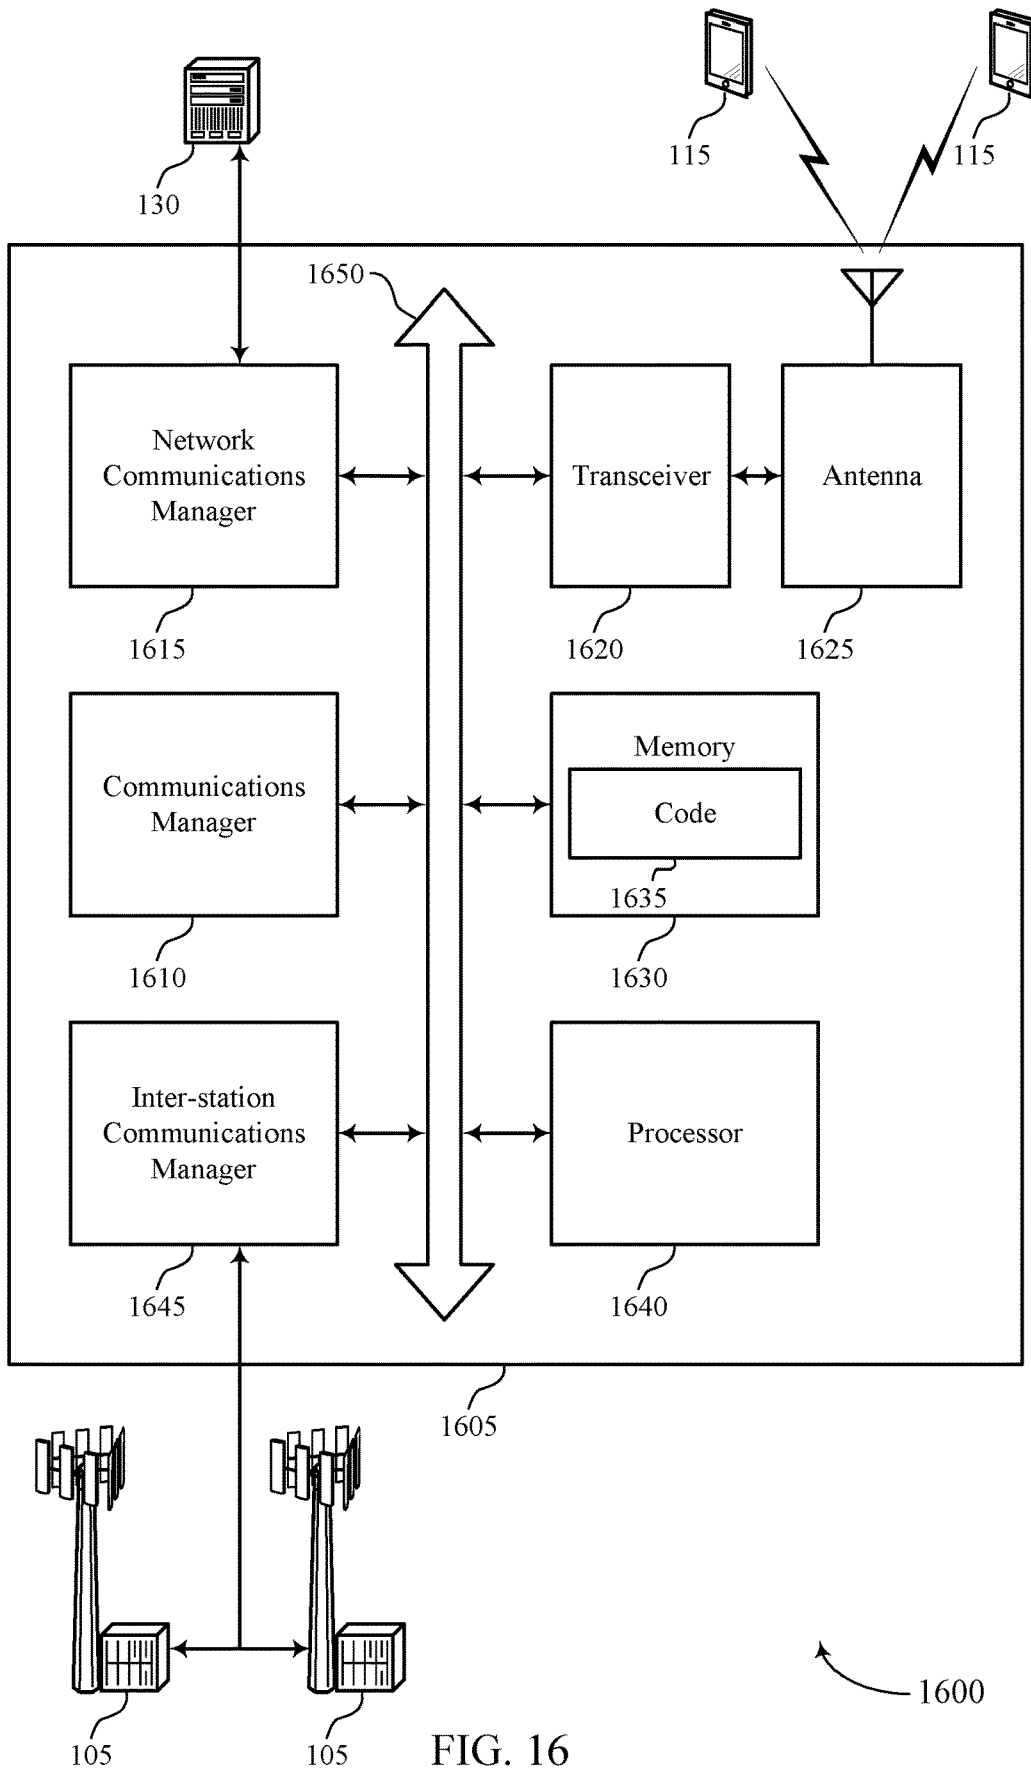 130
115
115
1650
Network
Communications
Manager
Transceiver
Antenna
1615
1620
1625
Communications
Manager
Memory
Code
1635
1610
1630
Inter-station
Communications
Manager
Processor
1645
1640
1605
1600
105
105
FIG. 16